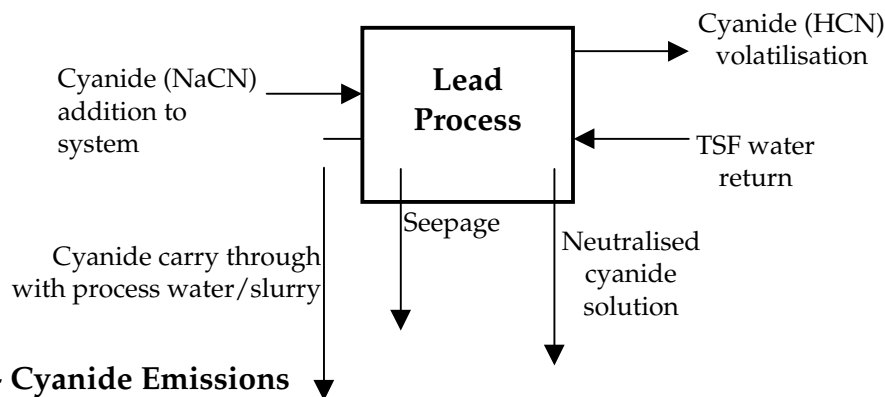 Cyanide (NaCN)
addition to
system
Lead
Process
Cyanide (HCN)
volatilisation
TSF water
return
Seepage
Cyanide carry through
with process water/slurry
Neutralised
cyanide
solution
- Cyanide Emissions